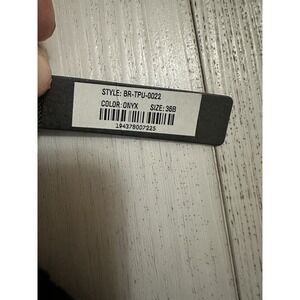 STYLE: BR-TPU-0022
COLOR: ONYX SIZE: 36B
194378007225